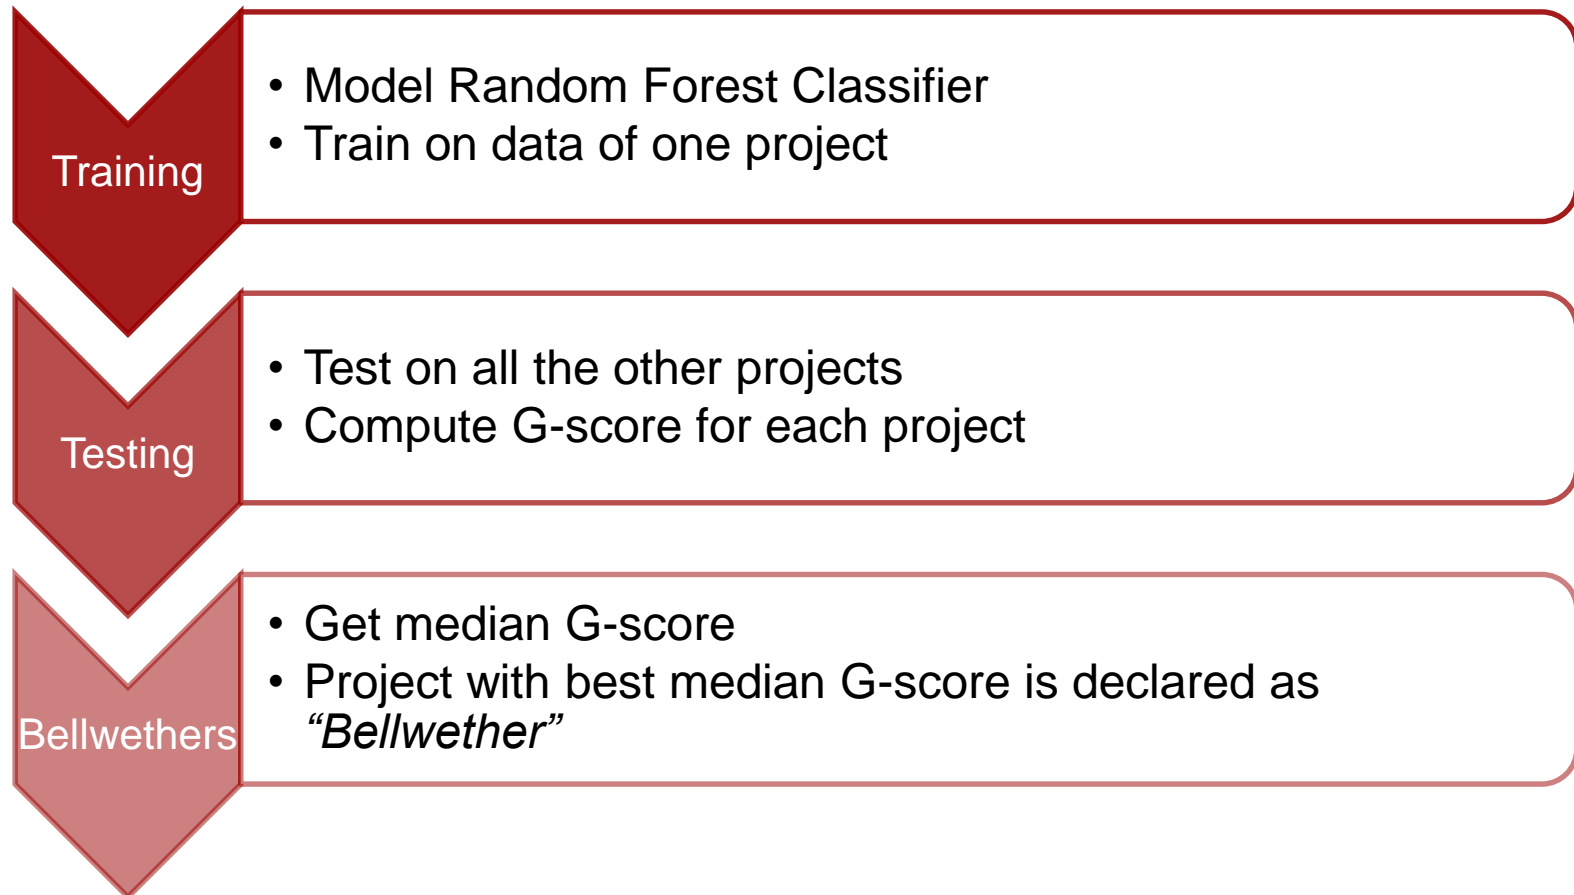 Training
• Model Random Forest Classifier
• Train on data of one project
Testing
• Test on all the other projects
• Compute G-score for each project
Bellwethers
• Get median G-score
• Project with best median G-score is declared as
“Bellwether”